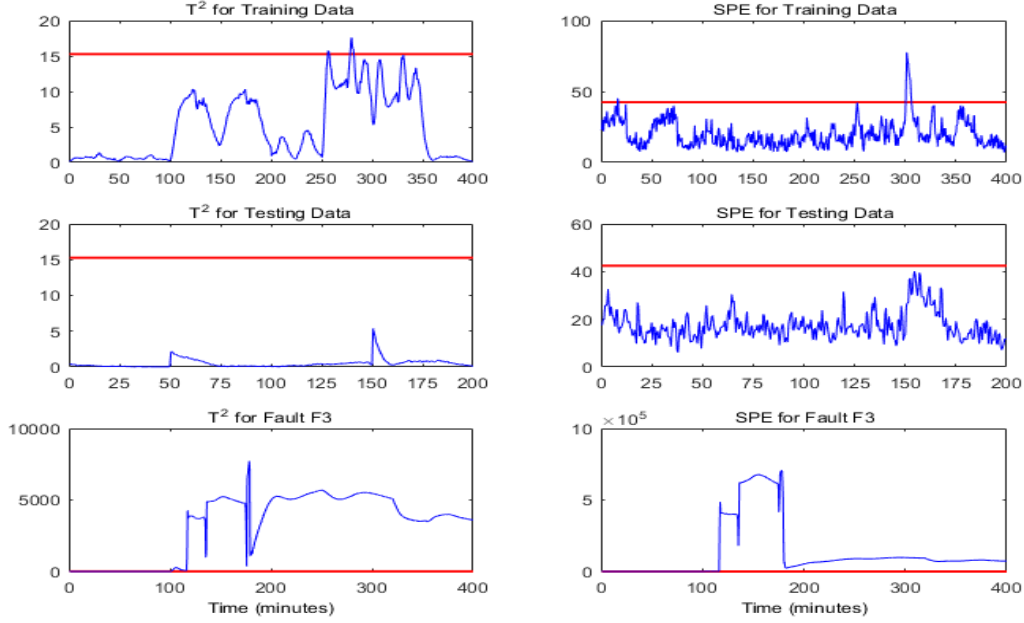 T² for Training Data
20
15
10
5
0
0 50 100 150 200 250 300 350 400
SPE for Training Data
100
50
0
0 50 100 150 200 250 300 350 400
T² for Testing Data
20
15
10
5
0
0 25 50 75 100 125 150 175 200
SPE for Testing Data
60
40
20
0
0 25 50 75 100 125 150 175 200
T² for Fault F3
10000
5000
0
0 100 200 300 400
Time (minutes)
SPE for Fault F3
× 10⁵
10
5
0
0 100 200 300 400
Time (minutes)